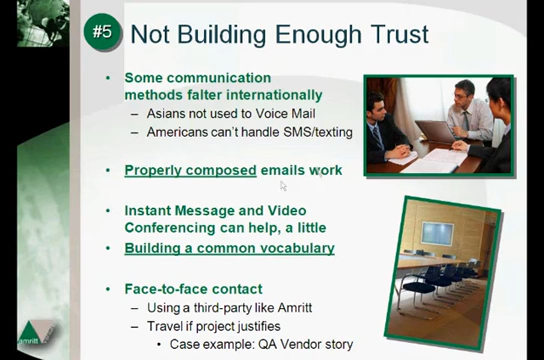 #5 Not Building Enough Trust
• Some communication
methods falter internationally
– Asians not used to Voice Mail
– Americans can't handle SMS/texting
• Properly composed emails work
• Instant Message and Video
Conferencing can help, a little
• Building a common vocabulary
• Face-to-face contact
– Using a third-party like Amritt
– Travel if project justifies
• Case example: QA Vendor story
amritt